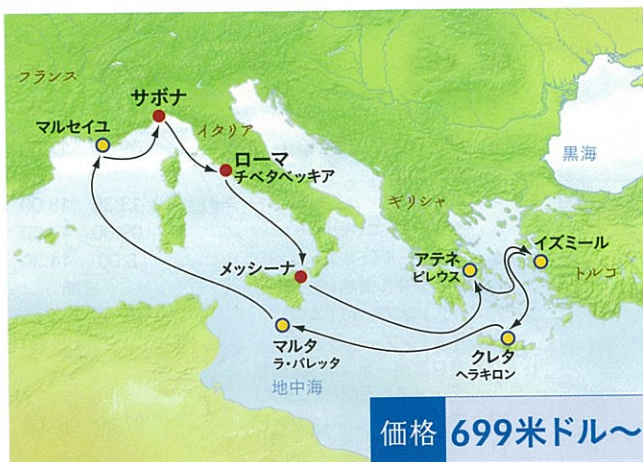 フランス
サボナ
マルセイユ
イタリア
ローマ
チベタベッキア
黒海
ギリシャ
メッシーナ
アテネ
ピレウス
イズミール
トルコ
マルタ
ラ・バレッタ
クレタ
ヘラキロン
地中海
価格 699米ドル〜